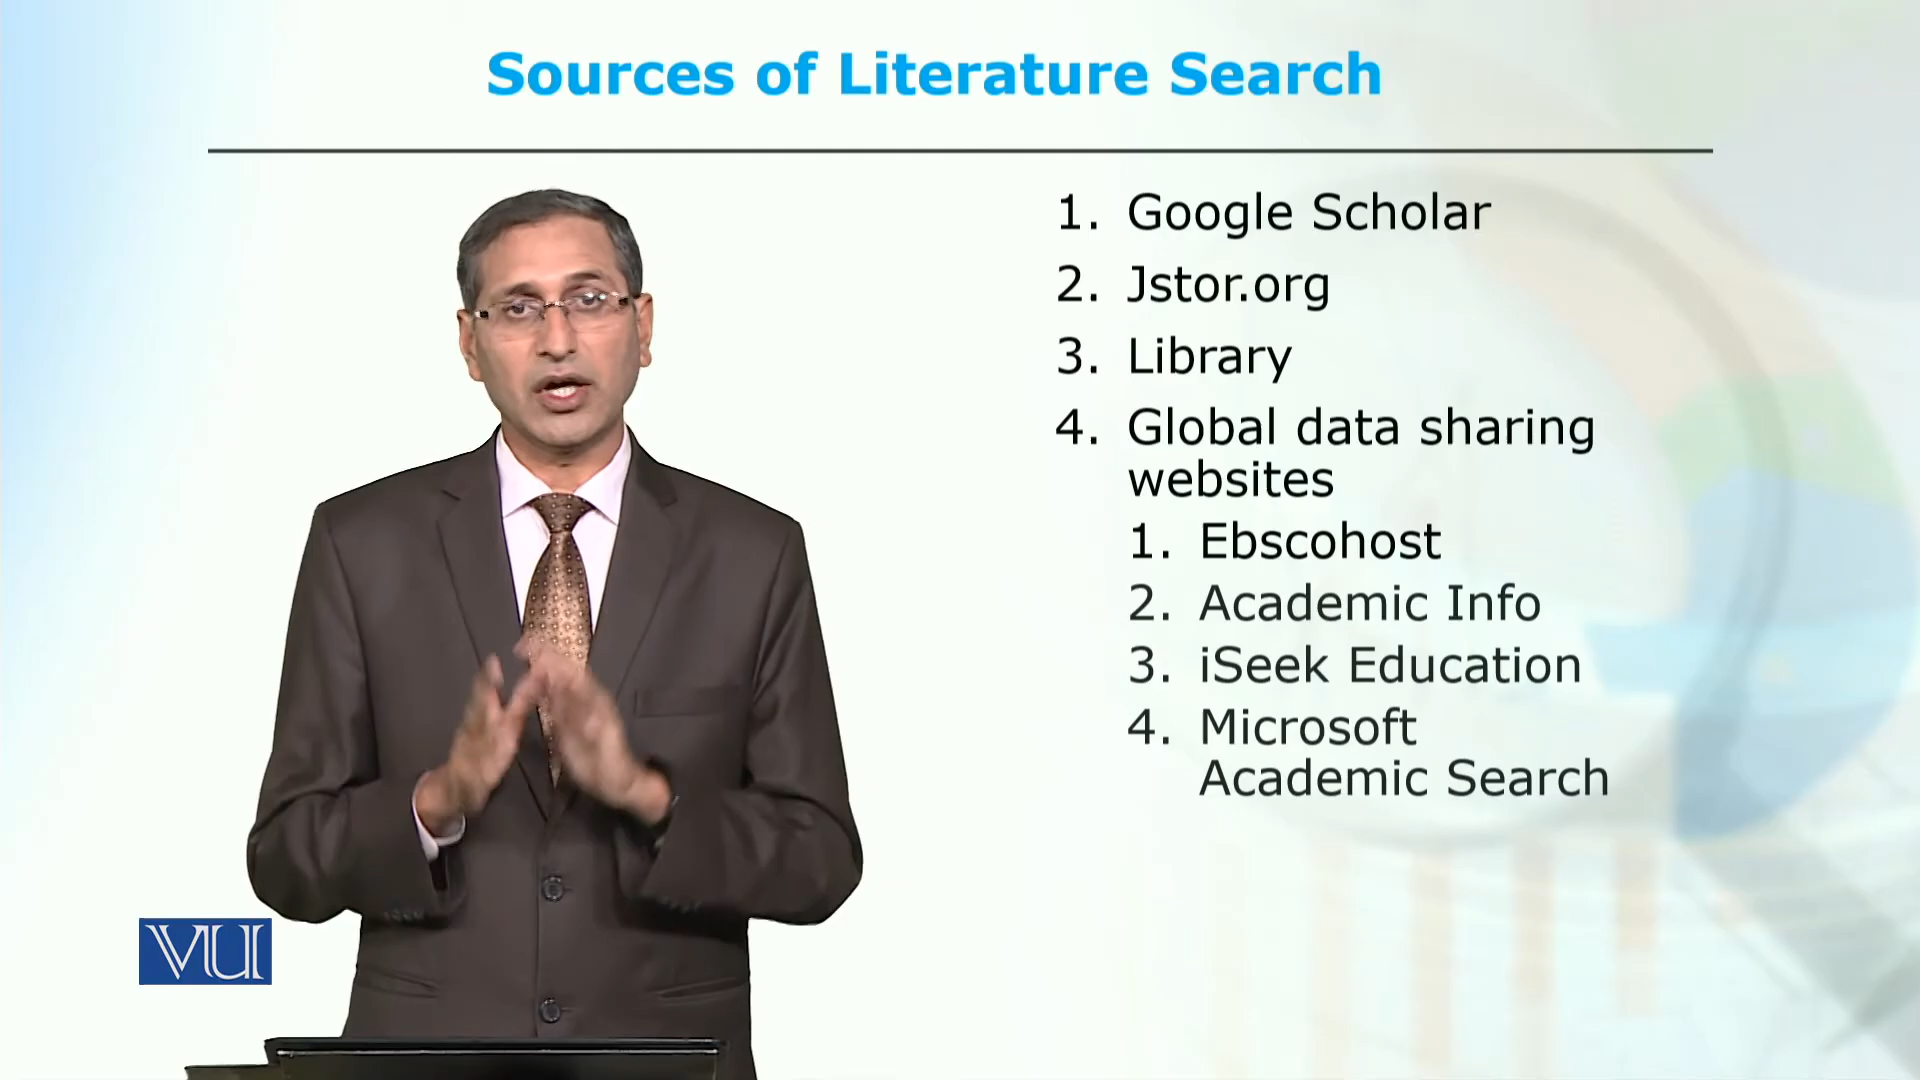 Sources of Literature Search
1. Google Scholar
2. Jstor.org
3. Library
4. Global data sharing
websites
1. Ebscohost
2. Academic Info
3. iSeek Education
4. Microsoft
Academic Search
VU